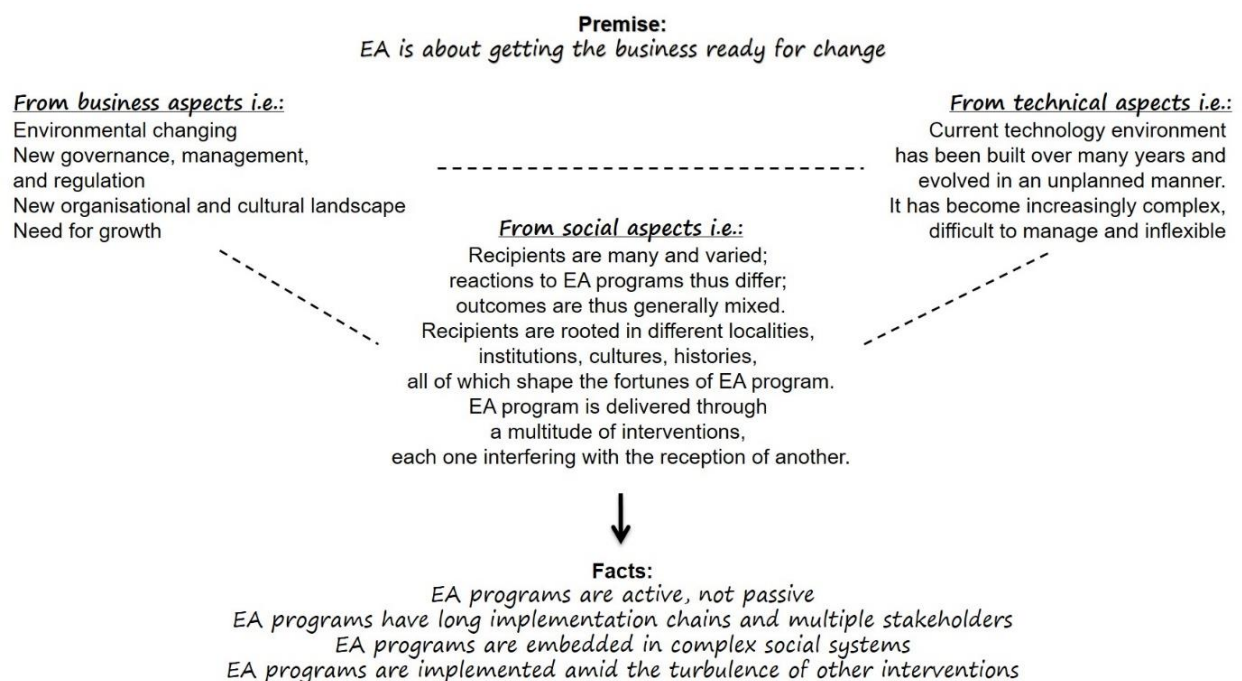 Premise:
EA is about getting the business ready for change
From business aspects i.e.:
Environmental changing
New governance, management,
and regulation
New organisational and cultural landscape
Need for growth
From technical aspects i.e.:
Current technology environment
has been built over many years and
evolved in an unplanned manner.
It has become increasingly complex,
difficult to manage and inflexible
From social aspects i.e.:
Recipients are many and varied;
reactions to EA programs thus differ;
outcomes are thus generally mixed.
Recipients are rooted in different localities,
institutions, cultures, histories,
all of which shape the fortunes of EA program.
EA program is delivered through
a multitude of interventions,
each one interfering with the reception of another.
Facts:
EA programs are active, not passive
EA programs have long implementation chains and multiple stakeholders
EA programs are embedded in complex social systems
EA programs are implemented amid the turbulence of other interventions